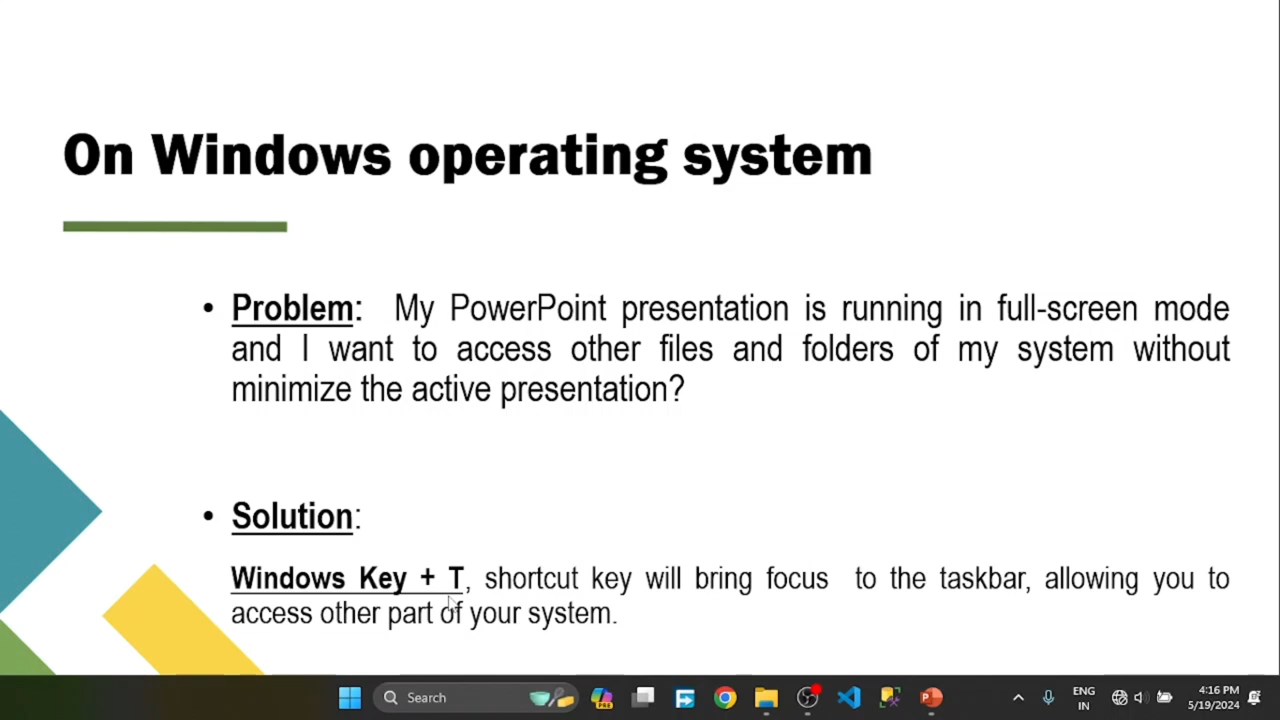 On Windows operating system
• Problem: My PowerPoint presentation is running in full-screen mode
and I want to access other files and folders of my system without
minimize the active presentation?
• Solution:
Windows Key + T, shortcut key will bring focus to the taskbar, allowing you to
access other part of your system.
Search
PRE
ENG
IN
4:16 PM
5/19/2024